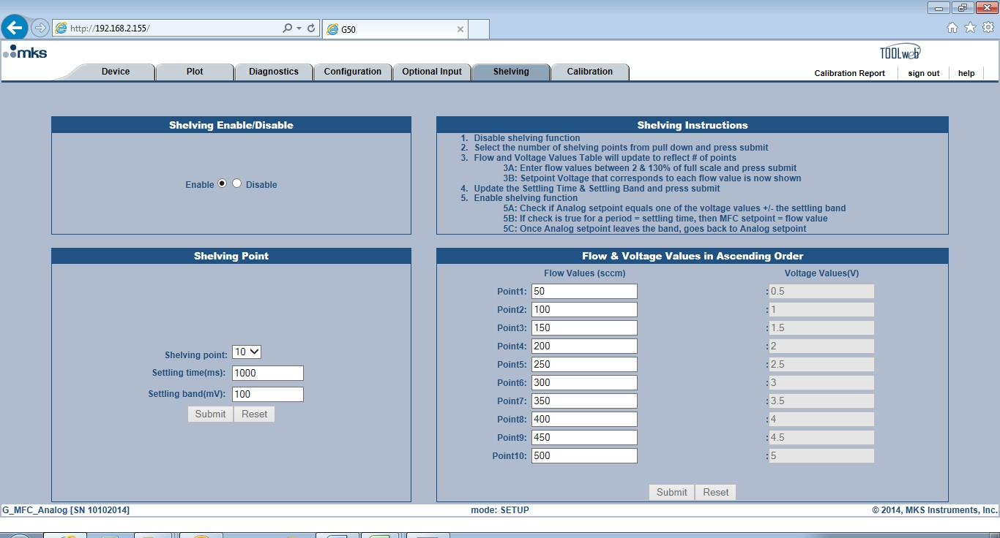 http://192.168.2.155/
G50
mks
TOOLweb
Device Plot Diagnostics Configuration Optional Input Shelving Calibration
Calibration Report sign out help
Shelving Enable/Disable
Enable Disable
Shelving Instructions
1. Disable shelving function
2. Select the number of shelving points from pull down and press submit
3. Flow and Voltage Values Table will update to reflect # of points
3A: Enter flow values between 2 & 130% of full scale and press submit
3B: Setpoint Voltage that corresponds to each flow value is now shown
4. Update the Settling Time & Settling Band and press submit
5. Enable shelving function
5A: Check if Analog setpoint equals one of the voltage values +/- the settling band
5B: If check is true for a period = settling time, then MFC setpoint = flow value
5C: Once Analog setpoint leaves the band, goes back to Analog setpoint
Shelving Point
Shelving point: 10
Settling time(ms): 1000
Settling band(mV): 100
Submit Reset
Flow & Voltage Values in Ascending Order
Flow Values (sccm) Voltage Values(V)
Point1: 50 :0.5
Point2: 100 :1
Point3: 150 :1.5
Point4: 200 :2
Point5: 250 :2.5
Point6: 300 :3
Point7: 350 :3.5
Point8: 400 :4
Point9: 450 :4.5
Point10: 500 :5
Submit Reset
G_MFC_Analog [SN 10102014] mode: SETUP © 2014, MKS Instruments, Inc.